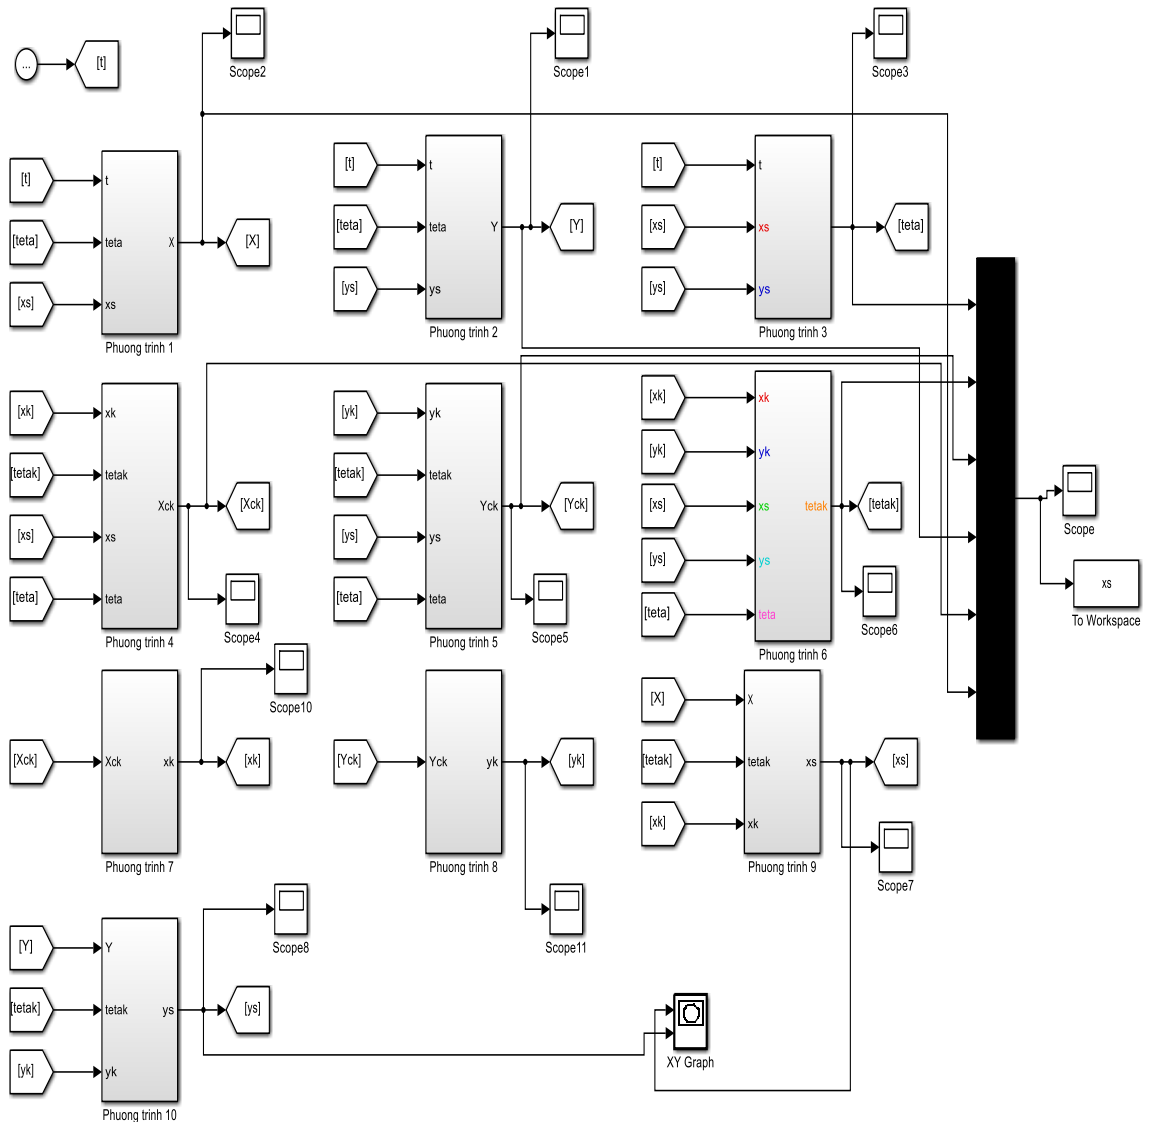 Scope2
Scope1
Scope3
...
[t]
[t]
[teta]
[xs]
t
teta
xs
X
[X]
Phuong trinh 1
[t]
[teta]
[ys]
t
teta
ys
Y
[Y]
Phuong trinh 2
[t]
[xs]
[ys]
t
xs
ys
[teta]
Phuong trinh 3
[xk]
[tetak]
[xs]
[teta]
xk
tetak
xs
teta
Xck
[Xck]
Scope4
Phuong trinh 4
[yk]
[tetak]
[ys]
[teta]
yk
tetak
ys
teta
Yck
[Yck]
Scope5
Phuong trinh 5
[xk]
[yk]
[xs]
[ys]
[teta]
xk
yk
xs
ys
teta
tetak
[tetak]
Scope6
Phuong trinh 6
Scope
xs
To Workspace
Scope10
[Xck]
Xck
xk
[xk]
Phuong trinh 7
[Yck]
Yck
yk
[yk]
Phuong trinh 8
Scope11
[X]
[tetak]
[xk]
X
tetak
xk
xs
[xs]
Scope7
Phuong trinh 9
Scope8
[Y]
[tetak]
[yk]
Y
tetak
yk
ys
[ys]
Phuong trinh 10
XY Graph